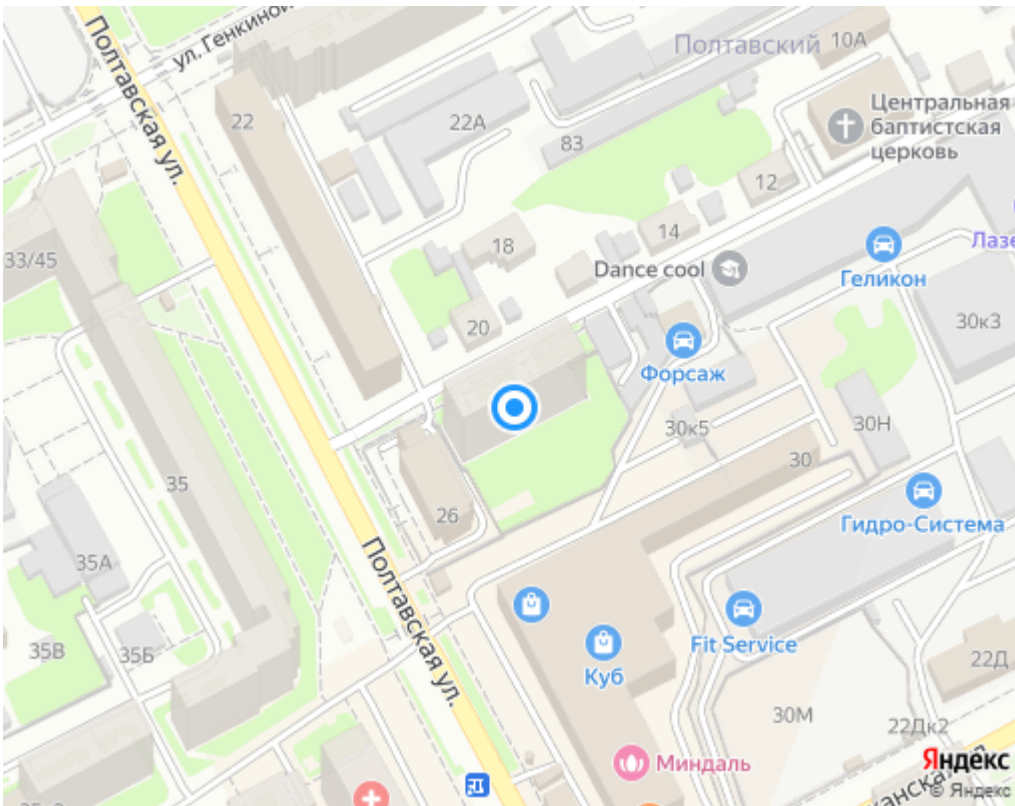 ул. Генкиной
Полтавская ул.
Полтавский
10А
22
22А
83
Центральная
баптистская
церковь
12
14
18
33/45
Dance cool
Геликон
Лазе
20
30к3
Форсаж
30к5
30Н
30
35
26
Гидро-Система
35А
Полтавская ул.
35В
35Б
Fit Service
Куб
22Д
30М
22Дк2
Миндаль
Яндекс
© Яндекс